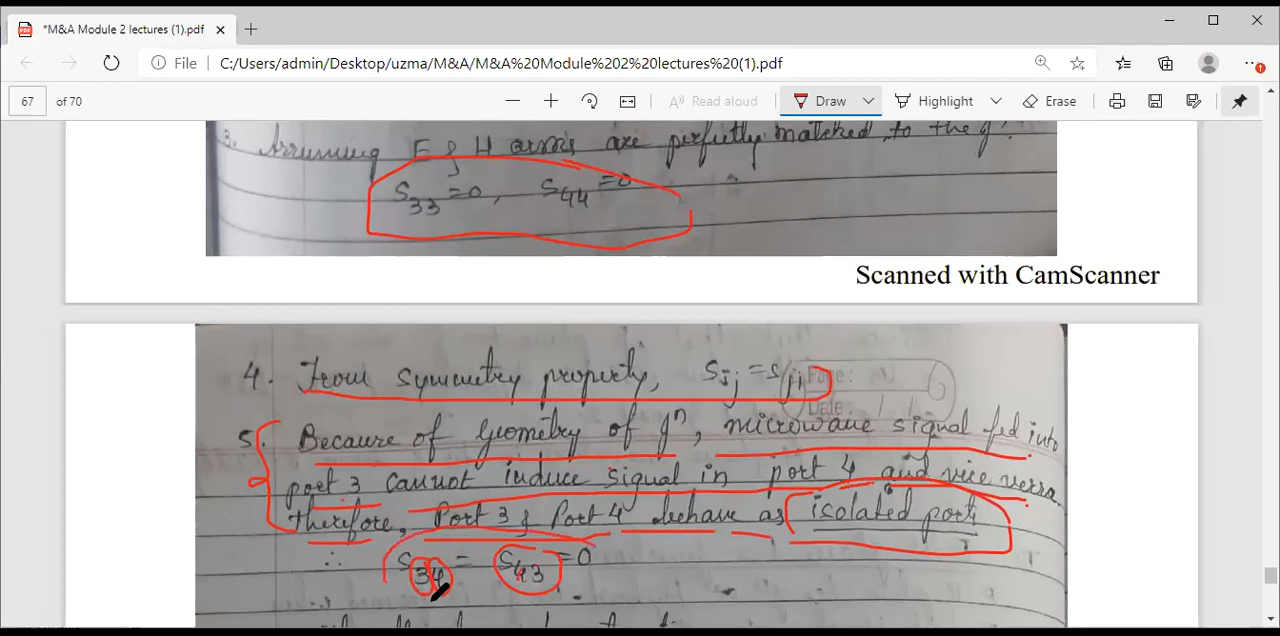 *M&A Module 2 lectures (1).pdf
File
C:/Users/admin/Desktop/uzma/M&A/M&A%20Module%202%20lectures%20(1).pdf
67 of 70
Read aloud
Draw
Highlight
Erase
3. Assuming E & H arms are perfectly matched to the jⁿ.
S33 = 0, S44 = 0
Scanned with CamScanner
4. From symmetry property, Sij = Sji
Page :
Date :
5. Because of geometry of jⁿ, microwave signal fed into
port 3 cannot induce signal in port 4 and vice versa
therefore, Port 3 & Port 4 behave as isolated port,
∴ S34 = S43 = 0